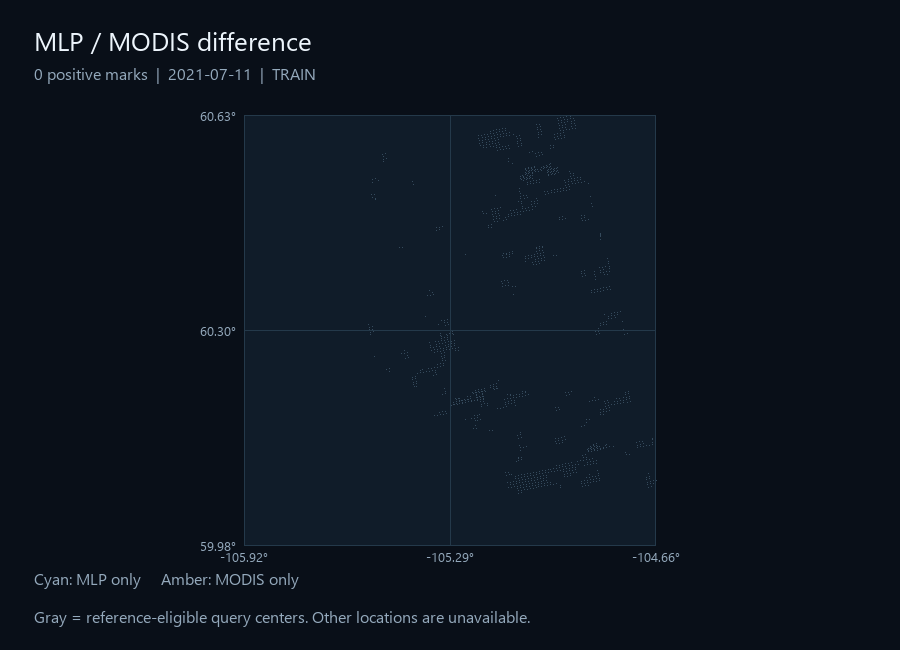 MLP / MODIS difference
0 positive marks | 2021-07-11 | TRAIN
60.63°
60.30°
59.98°
-105.92°
-105.29°
-104.66°
Cyan: MLP only
Amber: MODIS only
Gray = reference-eligible query centers. Other locations are unavailable.